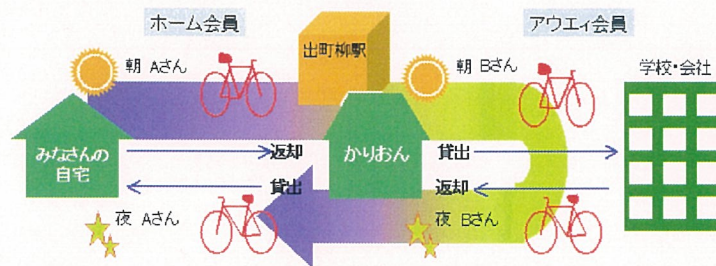 ホーム会員
アウエイ会員
出町柳駅
朝 Aさん
朝 Bさん
学校・会社
みなさんの
自宅
返却
かりおん
貸出
貸出
返却
夜 Aさん
夜 Bさん